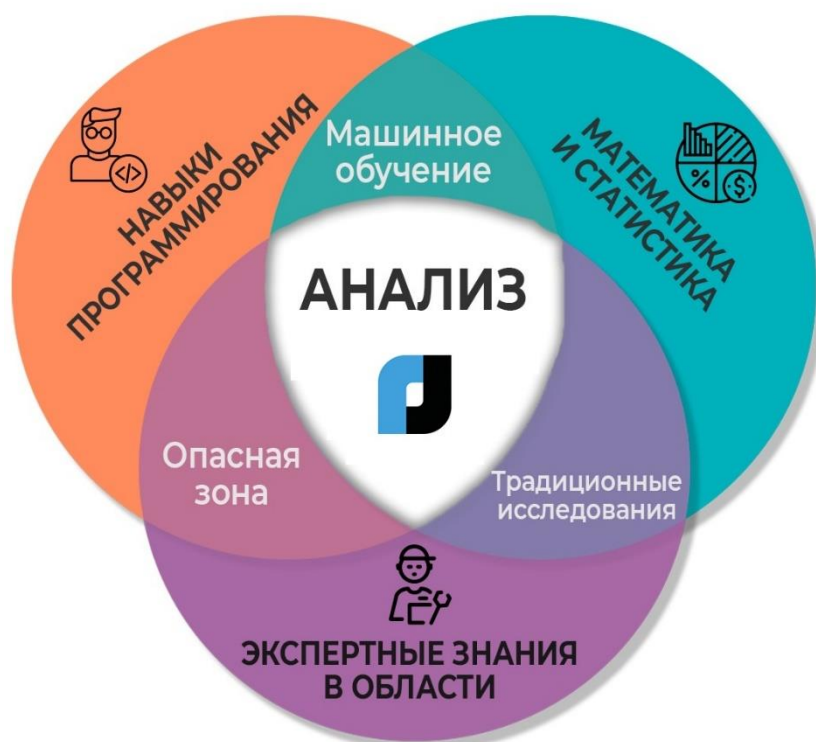 НАВЫКИ
ПРОГРАММИРОВАНИЯ
Машинное
обучение
МАТЕМАТИКА
И СТАТИСТИКА
% $
</>
АНАЛИЗ
Опасная
зона
Традиционные
исследования
ЭКСПЕРТНЫЕ ЗНАНИЯ
В ОБЛАСТИ